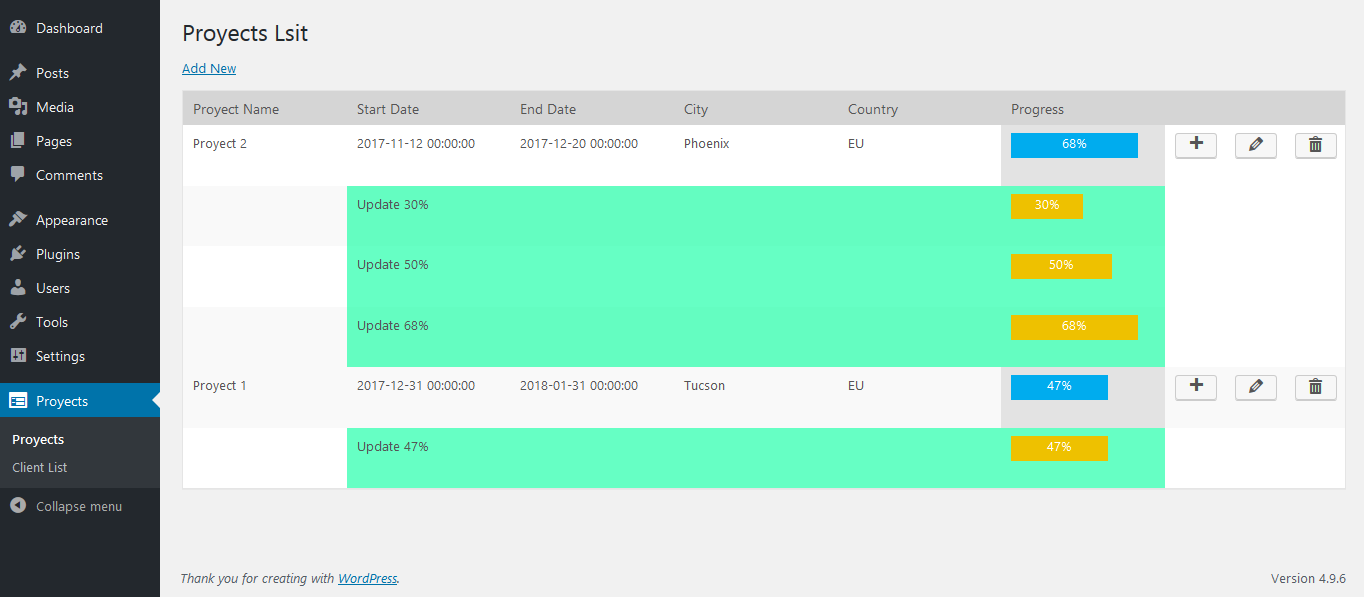 Dashboard
Posts
Media
Pages
Comments
Appearance
Plugins
Users
Tools
Settings
Proyects
Proyects
Client List
Collapse menu
Proyects Lsit
Add New
Proyect Name Start Date End Date City Country Progress
Proyect 2 2017-11-12 00:00:00 2017-12-20 00:00:00 Phoenix EU 68%
Update 30% 30%
Update 50% 50%
Update 68% 68%
Proyect 1 2017-12-31 00:00:00 2018-01-31 00:00:00 Tucson EU 47%
Update 47% 47%
Thank you for creating with WordPress. Version 4.9.6